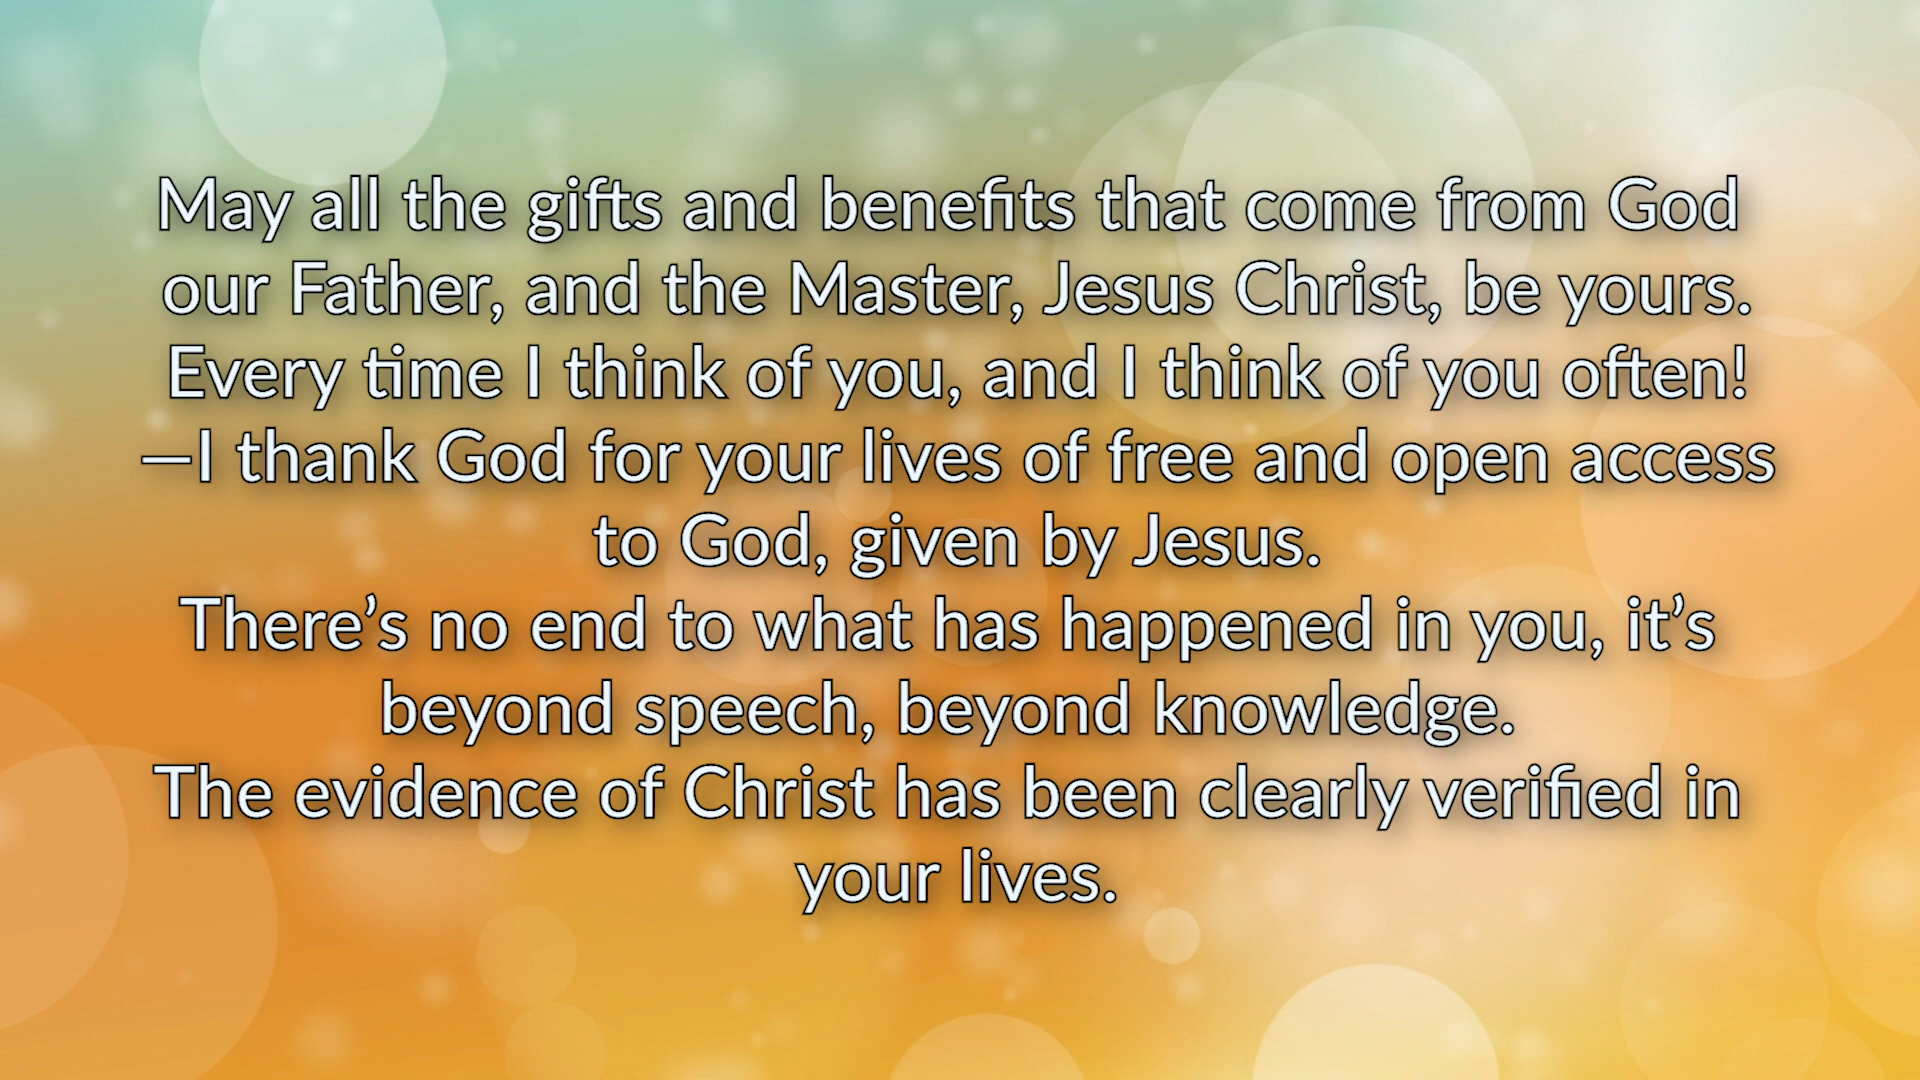 May all the gifts and benefits that come from God
our Father, and the Master, Jesus Christ, be yours.
Every time I think of you, and I think of you often!
—I thank God for your lives of free and open access
to God, given by Jesus.
There’s no end to what has happened in you, it’s
beyond speech, beyond knowledge.
The evidence of Christ has been clearly verified in
your lives.